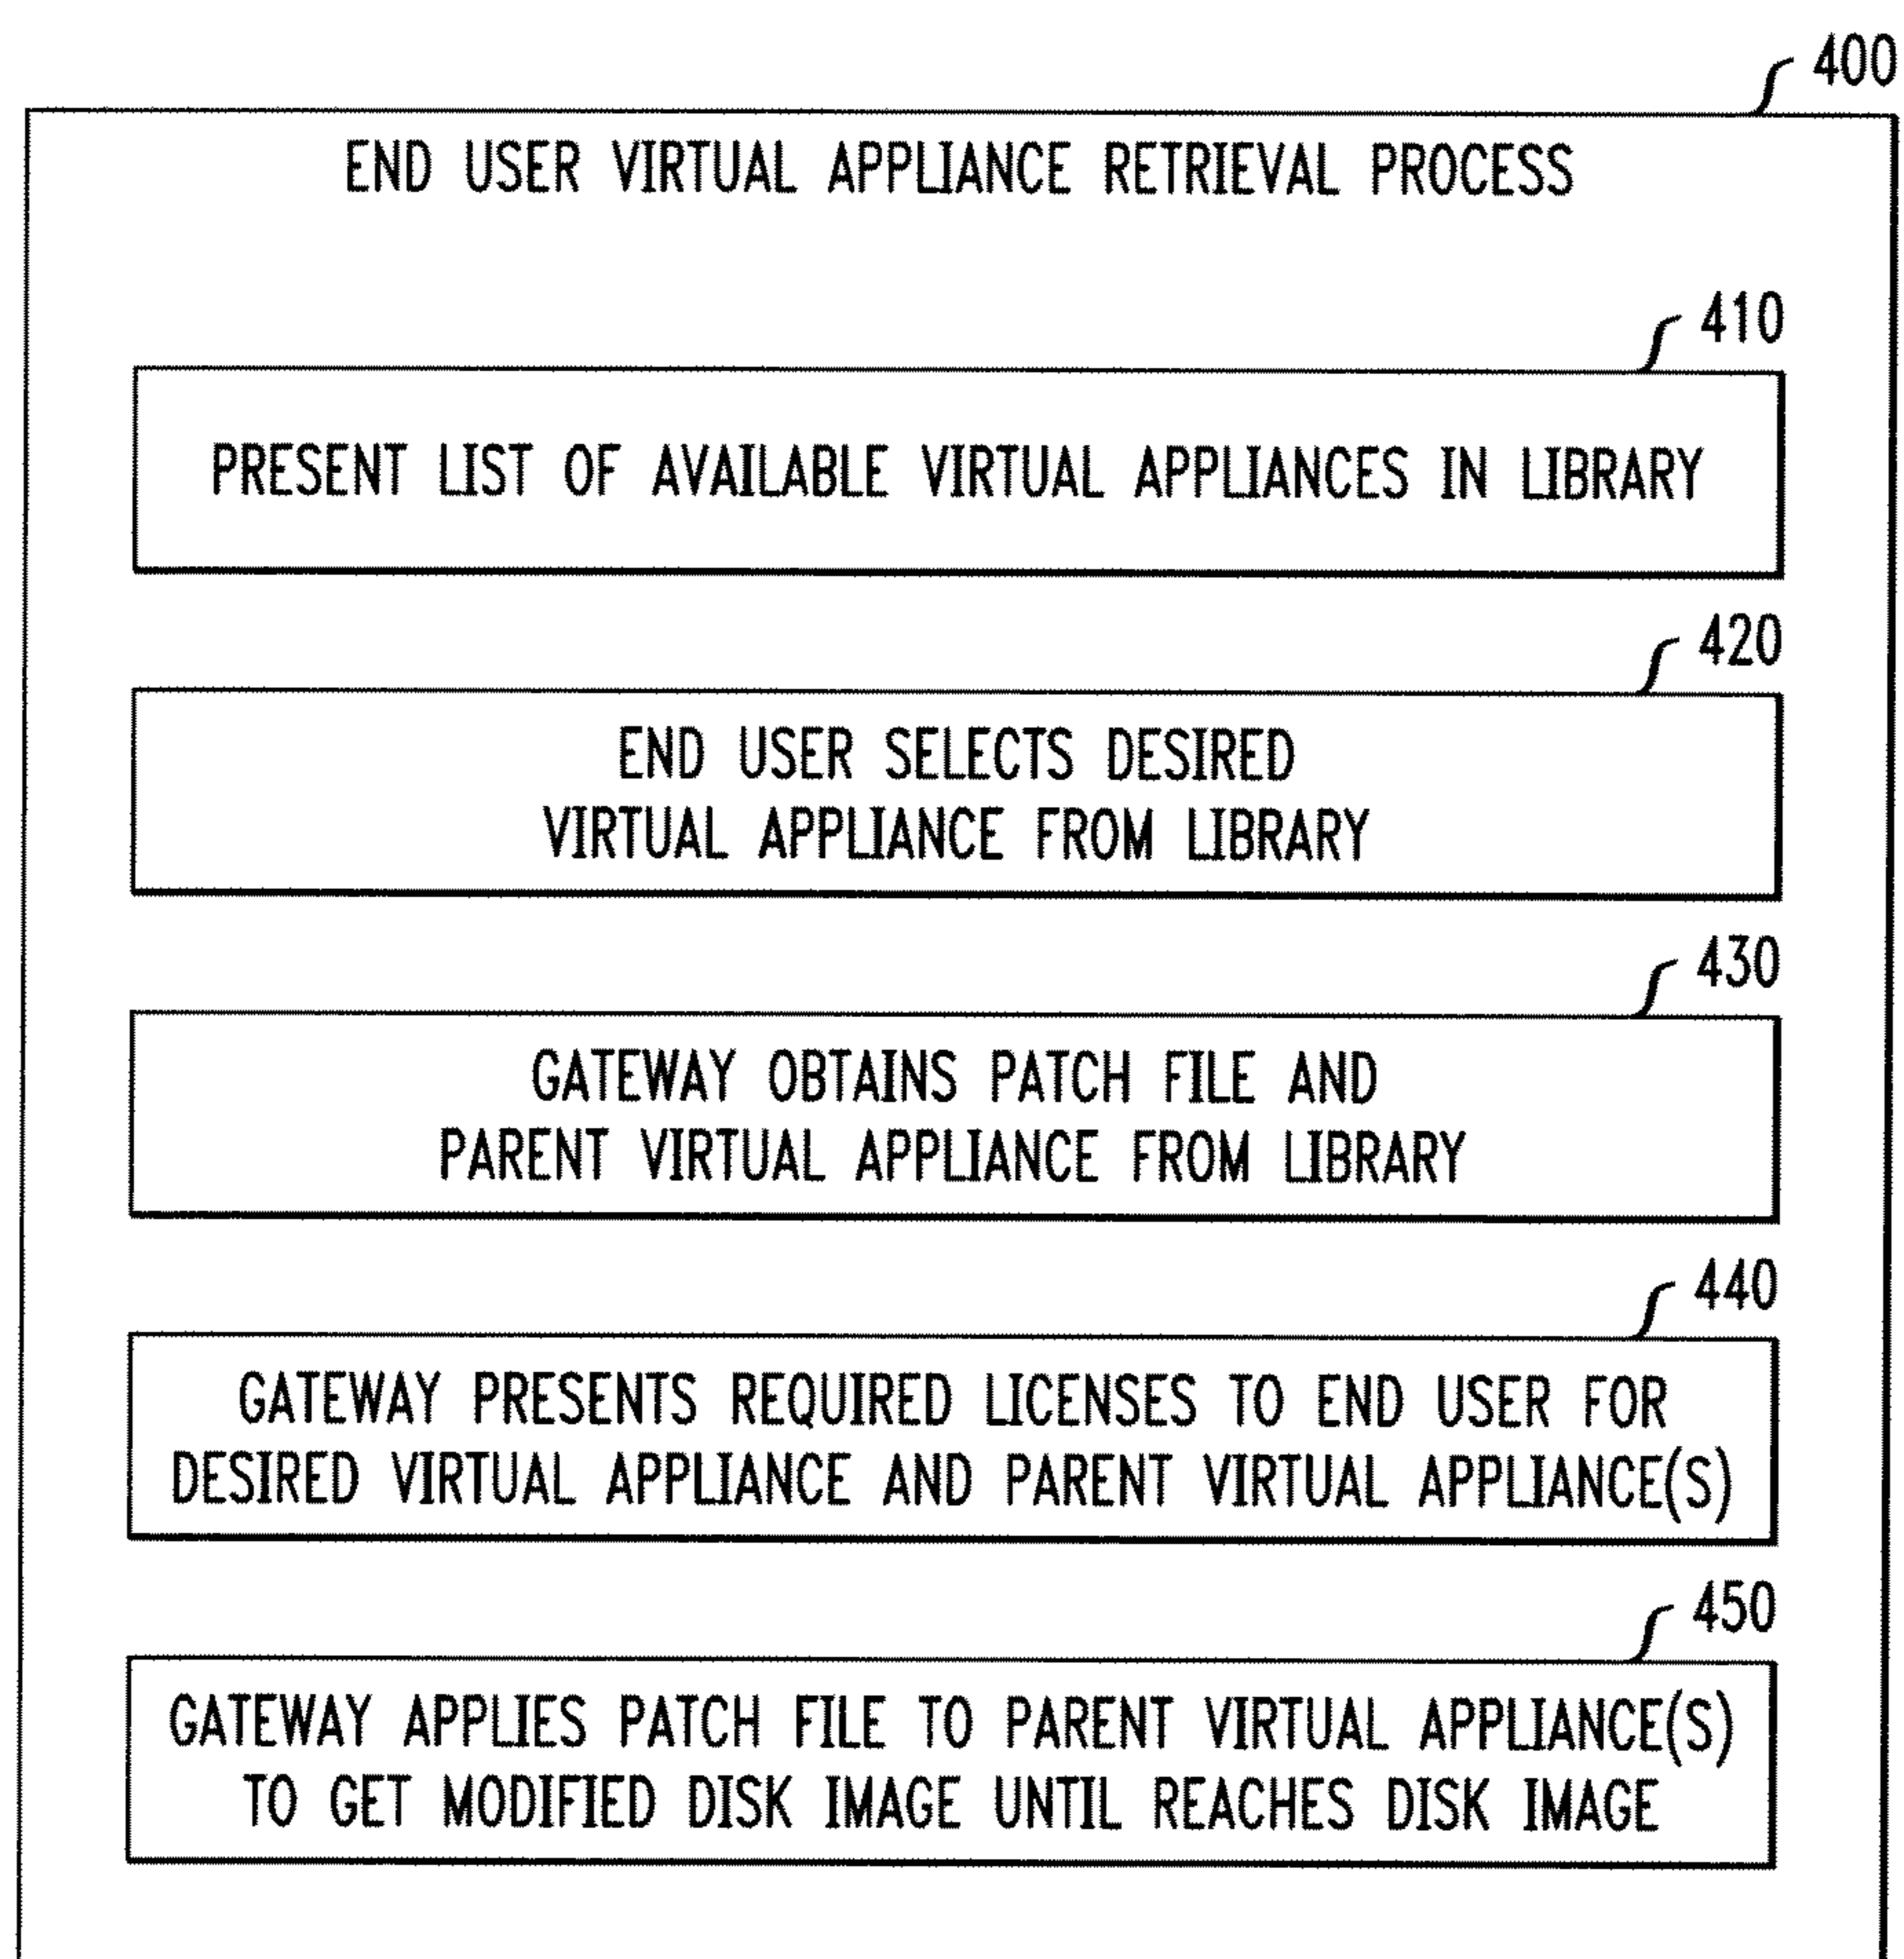 400
END USER VIRTUAL APPLIANCE RETRIEVAL PROCESS
410
PRESENT LIST OF AVAILABLE VIRTUAL APPLIANCES IN LIBRARY
420
END USER SELECTS DESIRED
VIRTUAL APPLIANCE FROM LIBRARY
430
GATEWAY OBTAINS PATCH FILE AND
PARENT VIRTUAL APPLIANCE FROM LIBRARY
440
GATEWAY PRESENTS REQUIRED LICENSES TO END USER FOR
DESIRED VIRTUAL APPLIANCE AND PARENT VIRTUAL APPLIANCE(S)
450
GATEWAY APPLIES PATCH FILE TO PARENT VIRTUAL APPLIANCE(S)
TO GET MODIFIED DISK IMAGE UNTIL REACHES DISK IMAGE